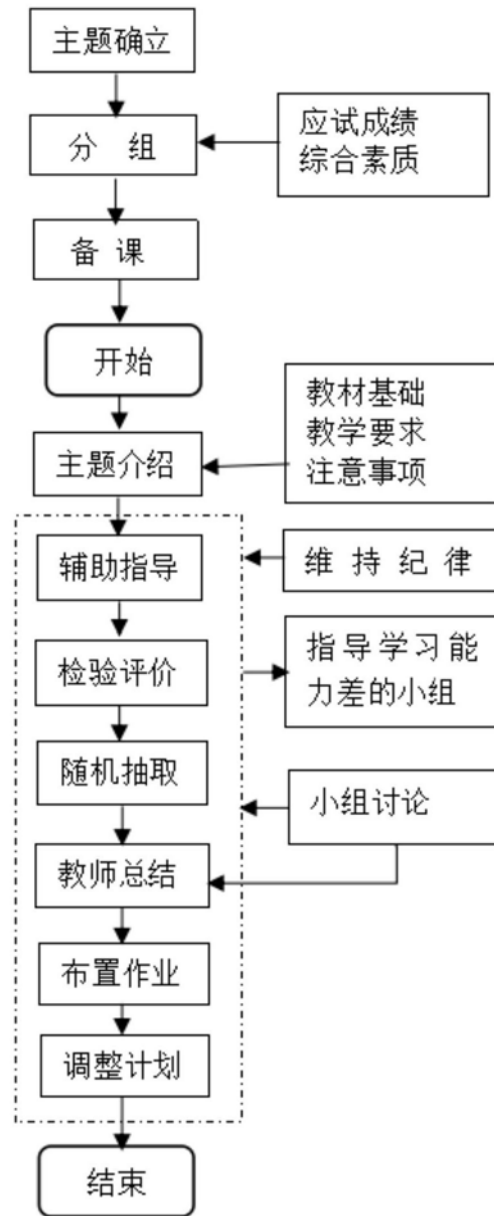 主题确立
分 组
应试成绩
综合素质
备 课
开始
主题介绍
教材基础
教学要求
注意事项
辅助指导
维 持 纪 律
检验评价
指导学习能
力差的小组
随机抽取
小组讨论
教师总结
布置作业
调整计划
结束